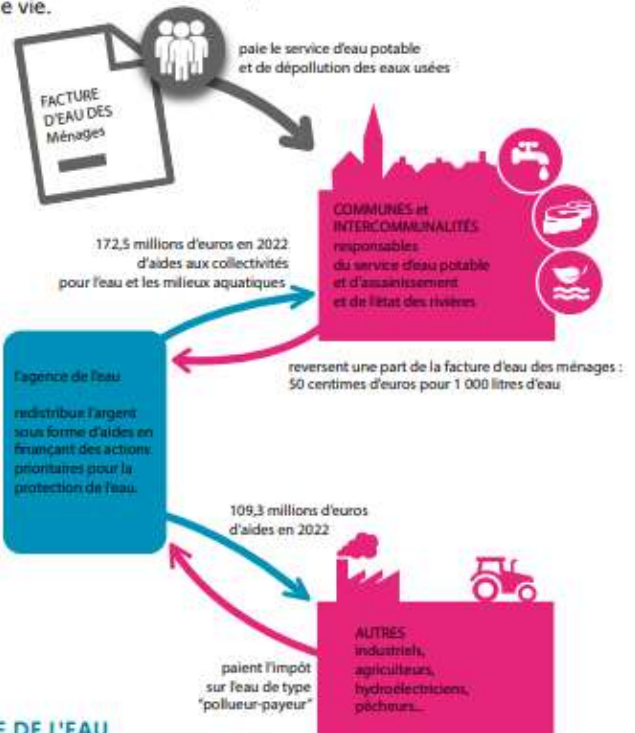 e vie.
paie le service d'eau potable
et de dépollution des eaux usées
FACTURE
D'EAU DES
Ménages
COMMUNES et
INTERCOMMUNALITÉS
responsables
du service d'eau potable
et d'assainissement
et de l'état des rivières
172,5 millions d'euros en 2022
d'aides aux collectivités
pour l'eau et les milieux aquatiques
reversent une part de la facture d'eau des ménages :
50 centimes d'euros pour 1 000 litres d'eau
l'agence de l'eau
redistribue l'argent
sous forme d'aides en
finançant des actions
prioritaires pour la
protection de l'eau.
109,3 millions d'euros
d'aides en 2022
AUTRES
industriels,
agriculteurs,
hydroélectriciens,
pêcheurs...
paient l'impôt
sur l'eau de type
"pollueur-payeur"
E DE L'EAU